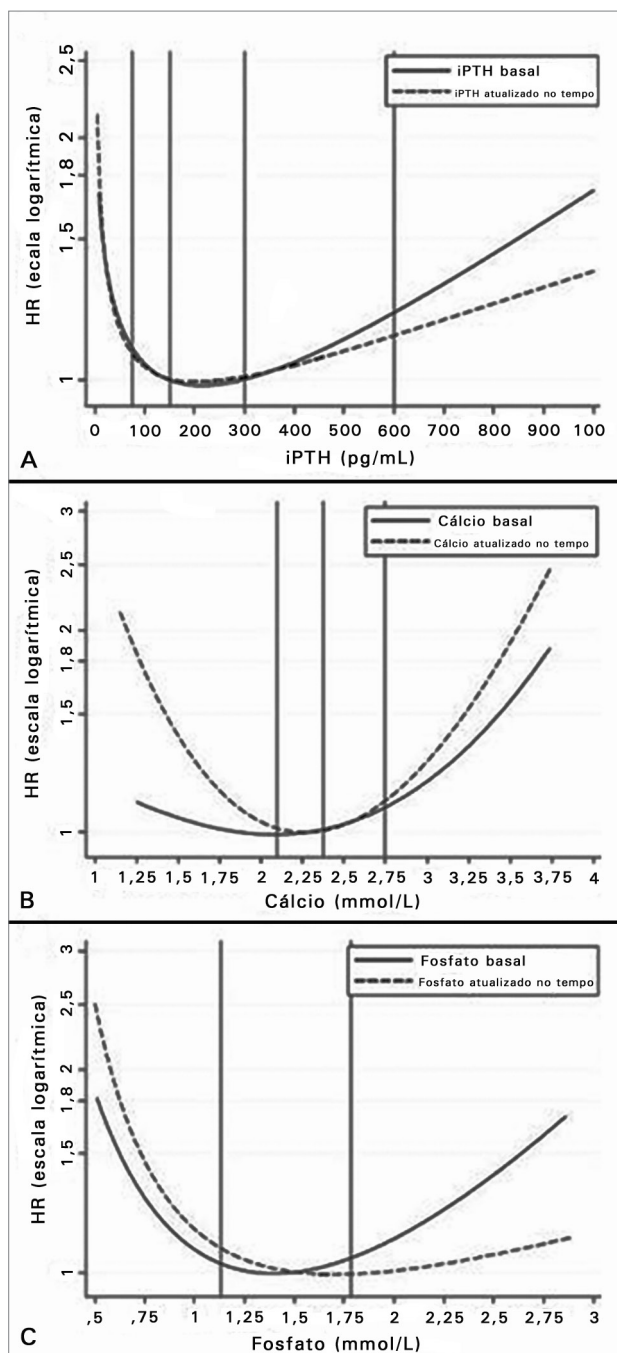 2,5
2
1,8
1,5
1
HR (ecala logarítmica)
iPTH basal
iPTH atualizado no tempo
0 100 200 300 400 500 600 700 800 900 100
iPTH (pg/mL)
A
3
2,5
2
1,8
1,5
1
HR (escala logarítmica)
Cálcio basal
Cálcio atualizado no tempo
1 1,25 1,5 1,75 2 2,25 2,5 2,75 3 3,25 3,5 3,75 4
Cálcio (mmol/L)
B
3
2,5
2
1,8
1,5
1
HR (escala logarítmica)
Fosfato basal
Fosfato atualizado no tempo
,5 ,75 1 1,25 1,5 1,75 2 2,25 2,5 2,75 3
Fosfato (mmol/L)
C